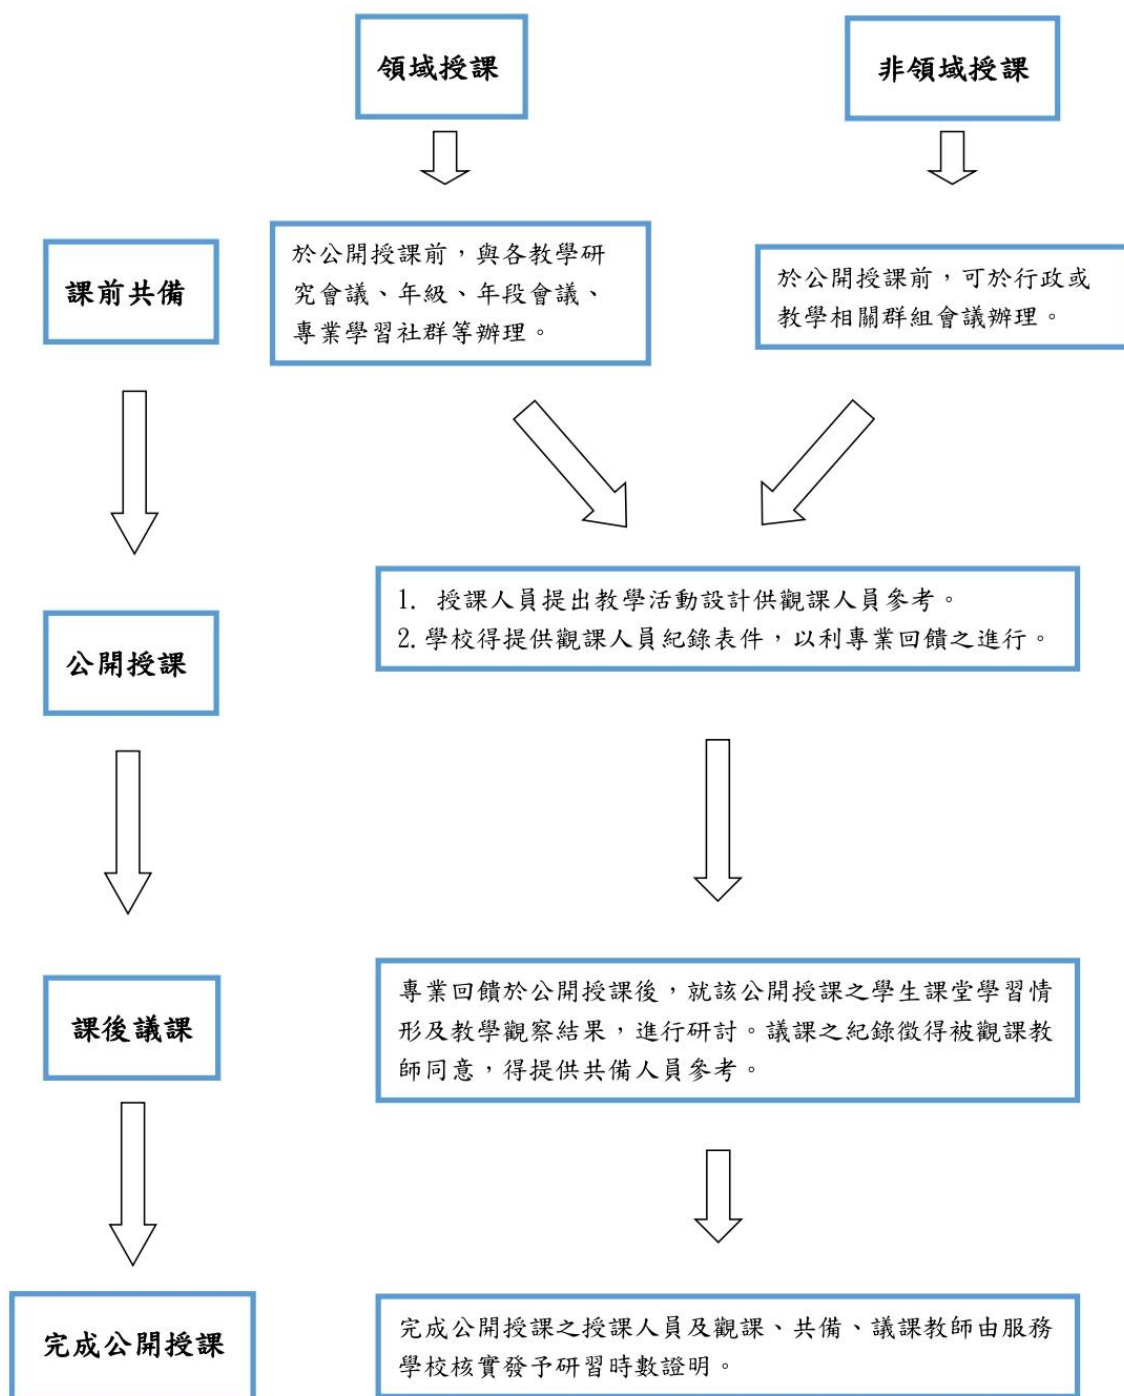 領域授課
非領域授課
課前共備
於公開授課前，與各教學研
究會議、年級、年段會議、
專業學習社群等辦理。
於公開授課前，可於行政或
教學相關群組會議辦理。
公開授課
1. 授課人員提出教學活動設計供觀課人員參考。
2. 學校得提供觀課人員紀錄表件，以利專業回饋之進行。
課後議課
專業回饋於公開授課後，就該公開授課之學生課堂學習情
形及教學觀察結果，進行研討。議課之紀錄徵得被觀課教
師同意，得提供共備人員參考。
完成公開授課
完成公開授課之授課人員及觀課、共備、議課教師由服務
學校核實發予研習時數證明。